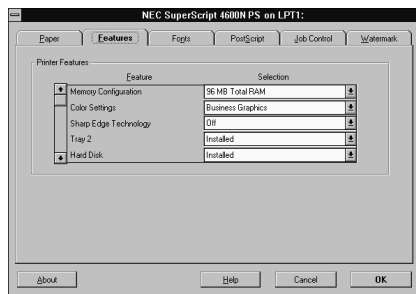 NEC SuperScript 4600N PS on LPT1:
Paper Features Fonts PostScript Job Control Watermark
Printer Features
Feature Selection
Memory Configuration 96 MB Total RAM
Color Settings Business Graphics
Sharp Edge Technology Off
Tray 2 Installed
Hard Disk Installed
About Help Cancel OK